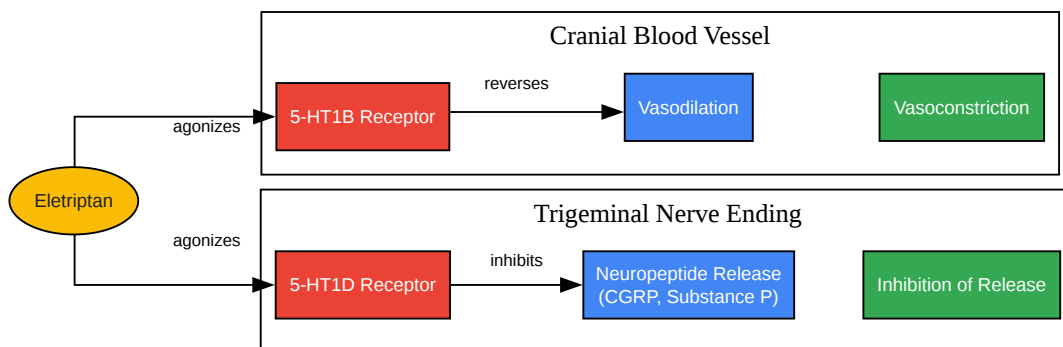 Cranial Blood Vessel
5-HT1B Receptor
reverses
Vasodilation
Vasoconstriction
agonizes
Eletriptan
agonizes
Trigeminal Nerve Ending
5-HT1D Receptor
inhibits
Neuropeptide Release
(CGRP, Substance P)
Inhibition of Release